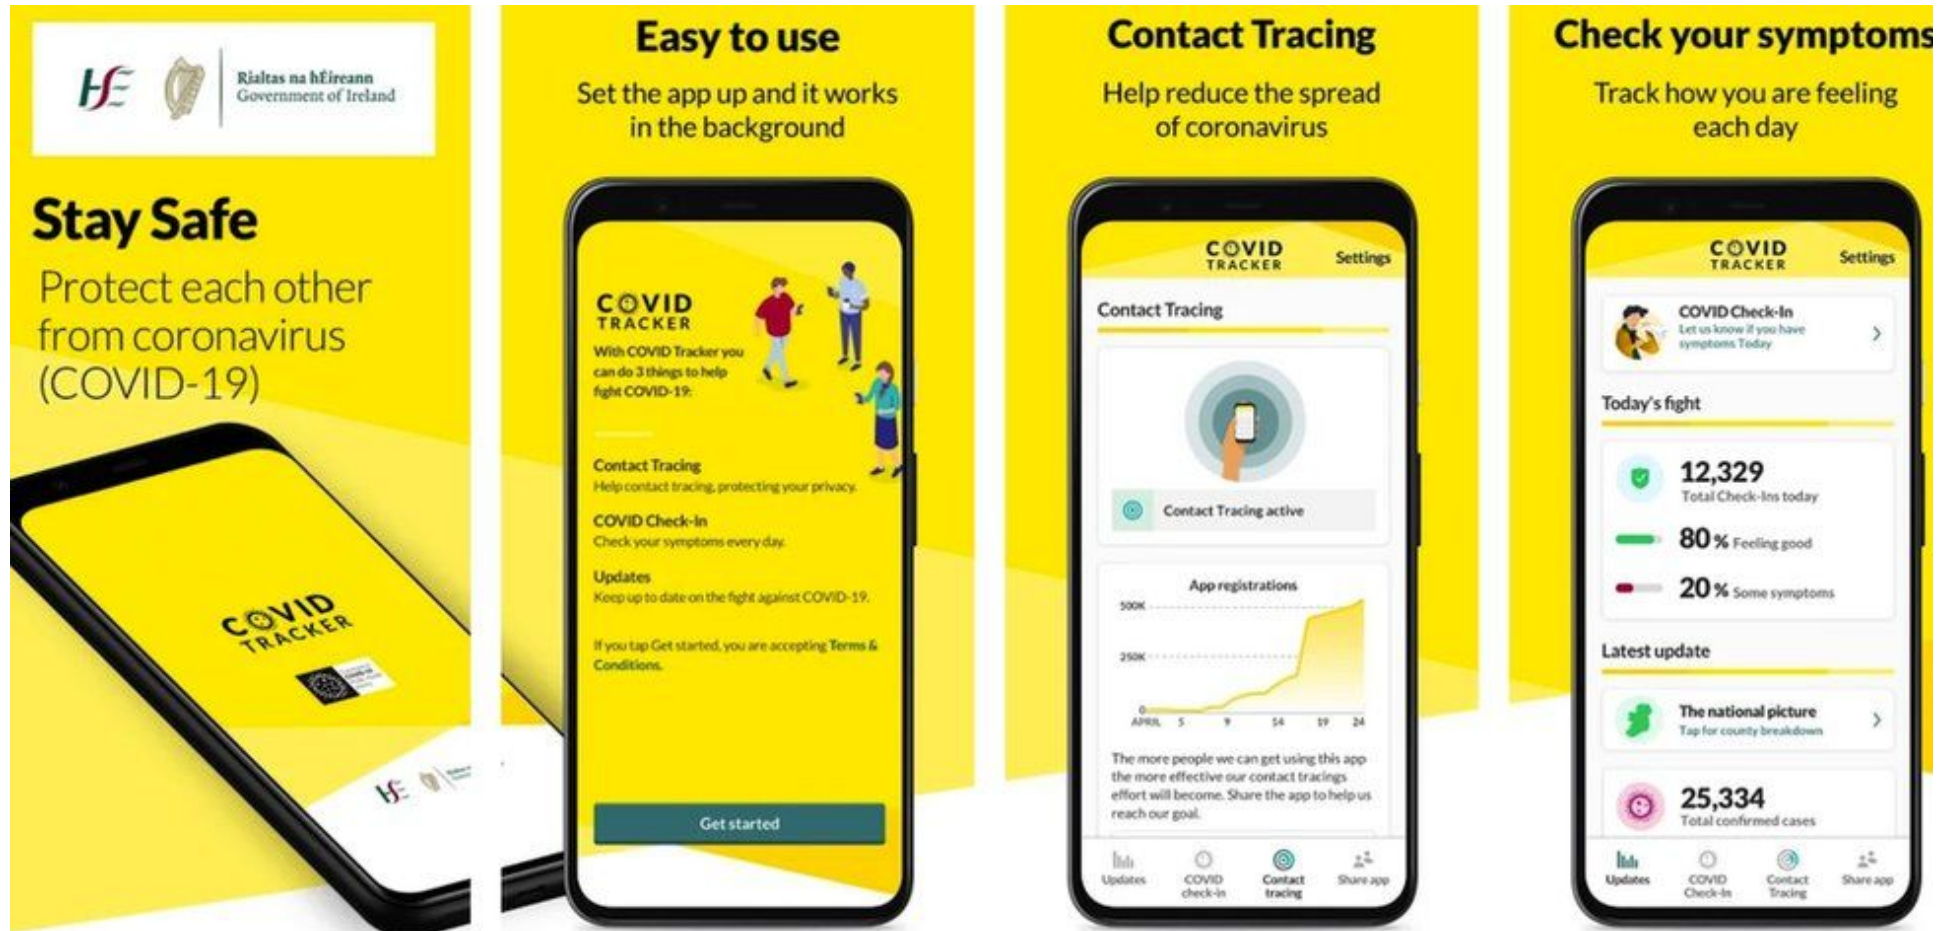 HSE
Rialtas na hÉireann
Government of Ireland
Stay Safe
Protect each other
from coronavirus
(COVID-19)
COVID
TRACKER
Easy to use
Set the app up and it works
in the background
COVID
TRACKER
With COVID Tracker you
can do 3 things to help
fight COVID-19:
Contact Tracing
Help contact tracing, protecting your privacy.
COVID Check-In
Check your symptoms every day.
Updates
Keep up to date on the fight against COVID-19.
If you tap Get started, you are accepting Terms &
Conditions.
Get started
Contact Tracing
Help reduce the spread
of coronavirus
COVID
TRACKER
Settings
Contact Tracing
Contact Tracing active
App registrations
500K
250K
0
APRIL 5 9 14 19 24
The more people we can get using this app
the more effective our contact tracings
effort will become. Share the app to help us
reach our goal.
Updates
COVID
check-in
Contact
tracing
Share app
Check your symptoms
Track how you are feeling
each day
COVID
TRACKER
Settings
COVID Check-In
Let us know if you have
symptoms Today
Today's fight
12,329
Total Check-Ins today
80 % Feeling good
20 % Some symptoms
Latest update
The national picture
Tap for county breakdown
25,334
Total confirmed cases
Updates
COVID
Check-In
Contact
Tracing
Share app